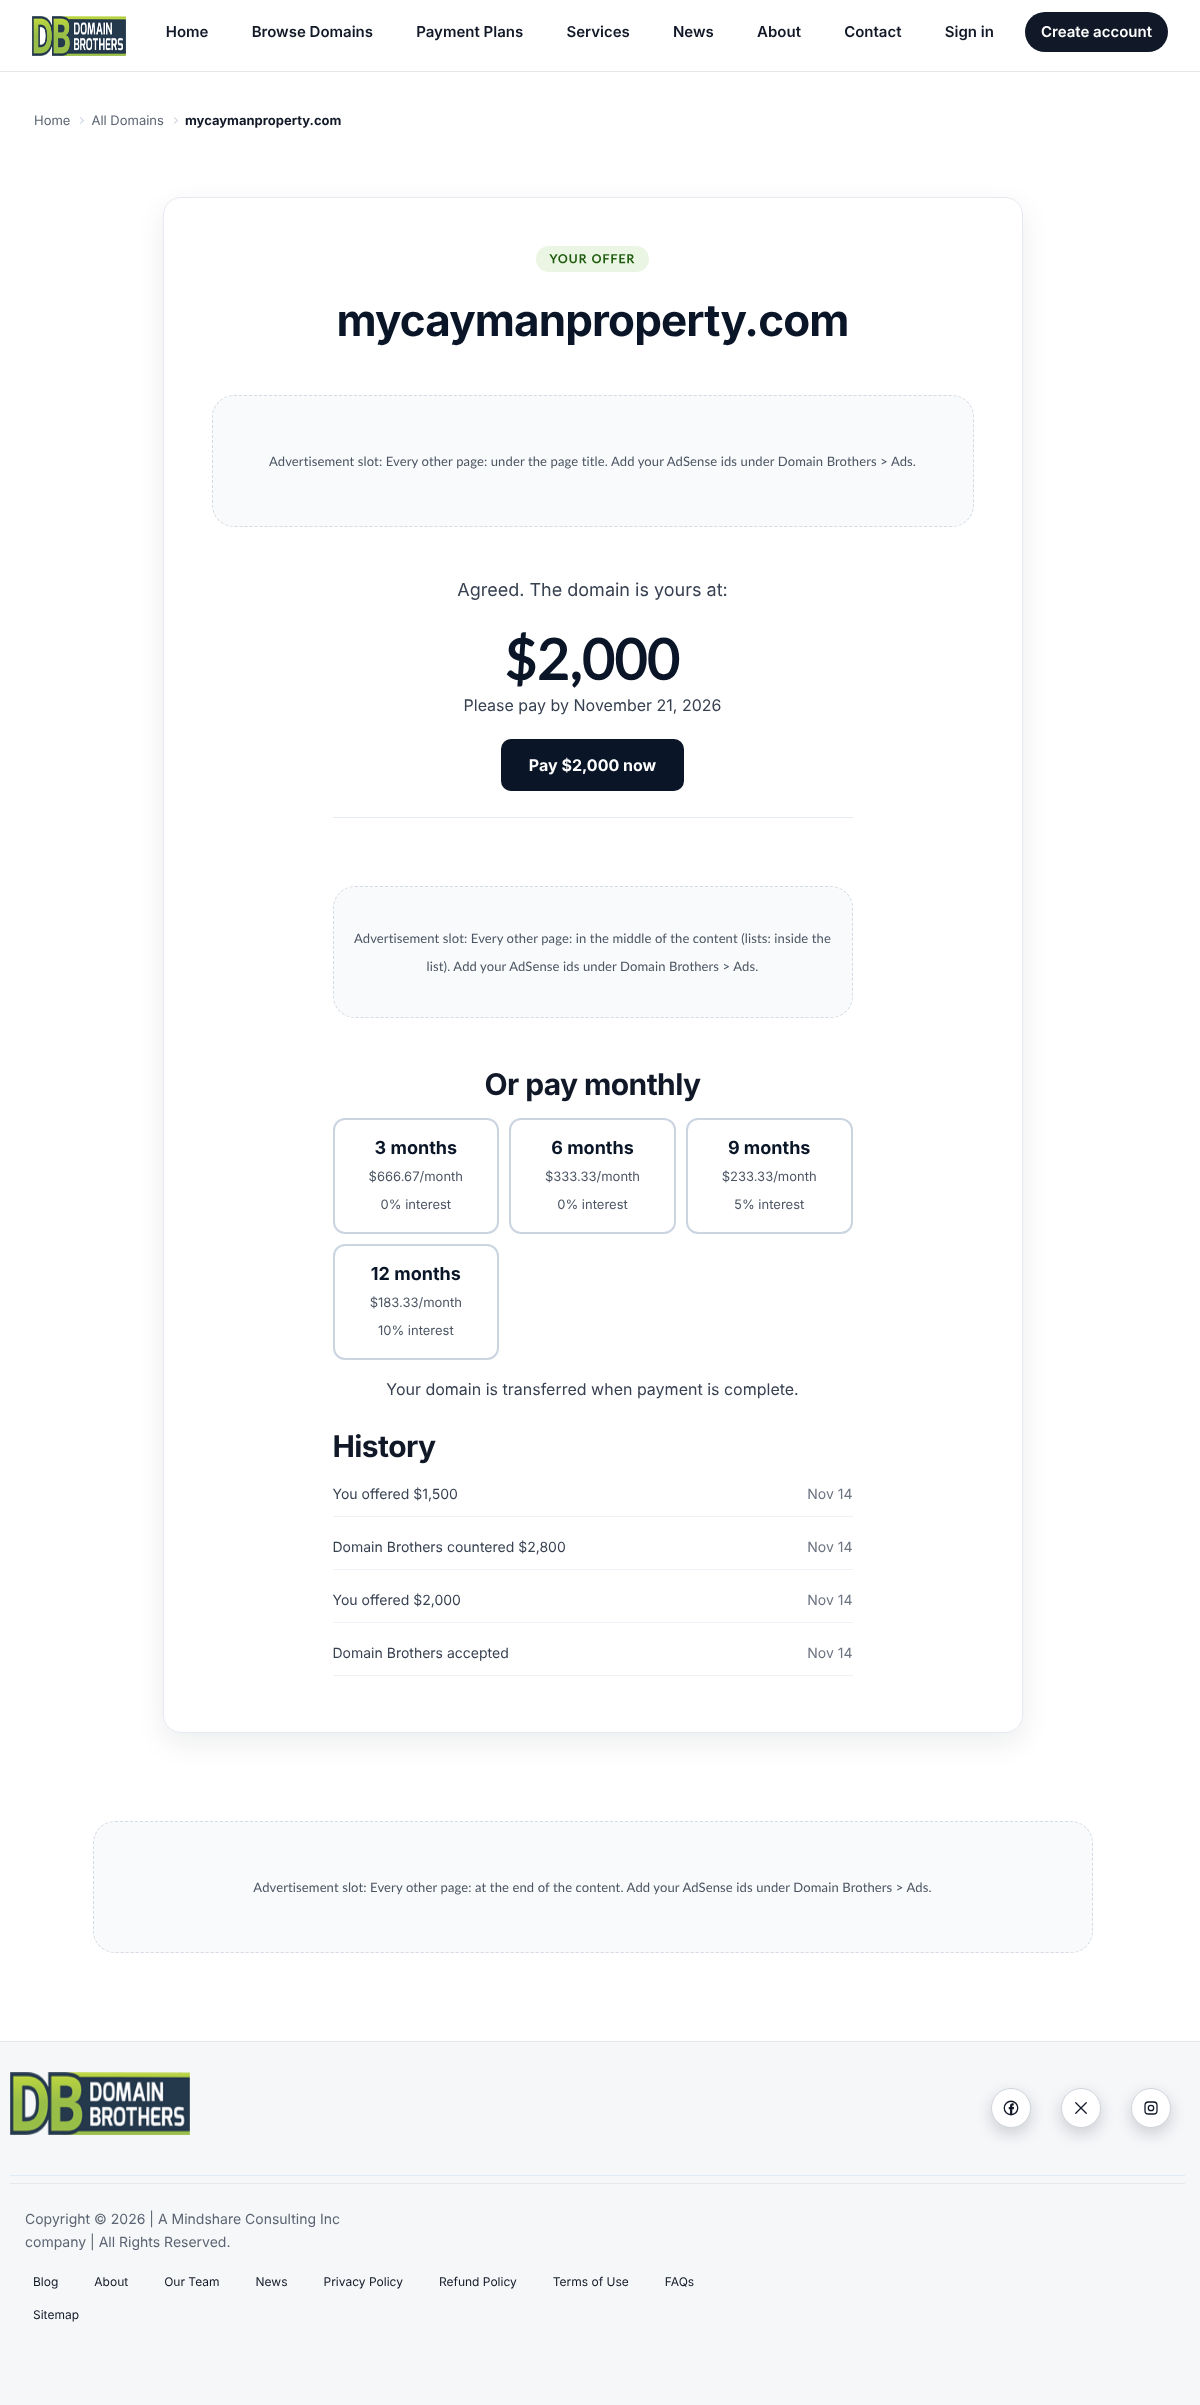 DB DOMAIN BROTHERS
Home
Browse Domains
Payment Plans
Services
News
About
Contact
Sign in
Create account
Home > All Domains > mycaymanproperty.com
YOUR OFFER
mycaymanproperty.com
Advertisement slot: Every other page: under the page title. Add your AdSense ids under Domain Brothers > Ads.
Agreed. The domain is yours at:
$2,000
Please pay by November 21, 2026
Pay $2,000 now
Advertisement slot: Every other page: in the middle of the content (lists: inside the
list). Add your AdSense ids under Domain Brothers > Ads.
Or pay monthly
3 months
$666.67/month
0% interest
6 months
$333.33/month
0% interest
9 months
$233.33/month
5% interest
12 months
$183.33/month
10% interest
Your domain is transferred when payment is complete.
History
You offered $1,500 Nov 14
Domain Brothers countered $2,800 Nov 14
You offered $2,000 Nov 14
Domain Brothers accepted Nov 14
Advertisement slot: Every other page: at the end of the content. Add your AdSense ids under Domain Brothers > Ads.
DB DOMAIN BROTHERS
Copyright © 2026 | A Mindshare Consulting Inc
company | All Rights Reserved.
Blog About Our Team News Privacy Policy Refund Policy Terms of Use FAQs
Sitemap